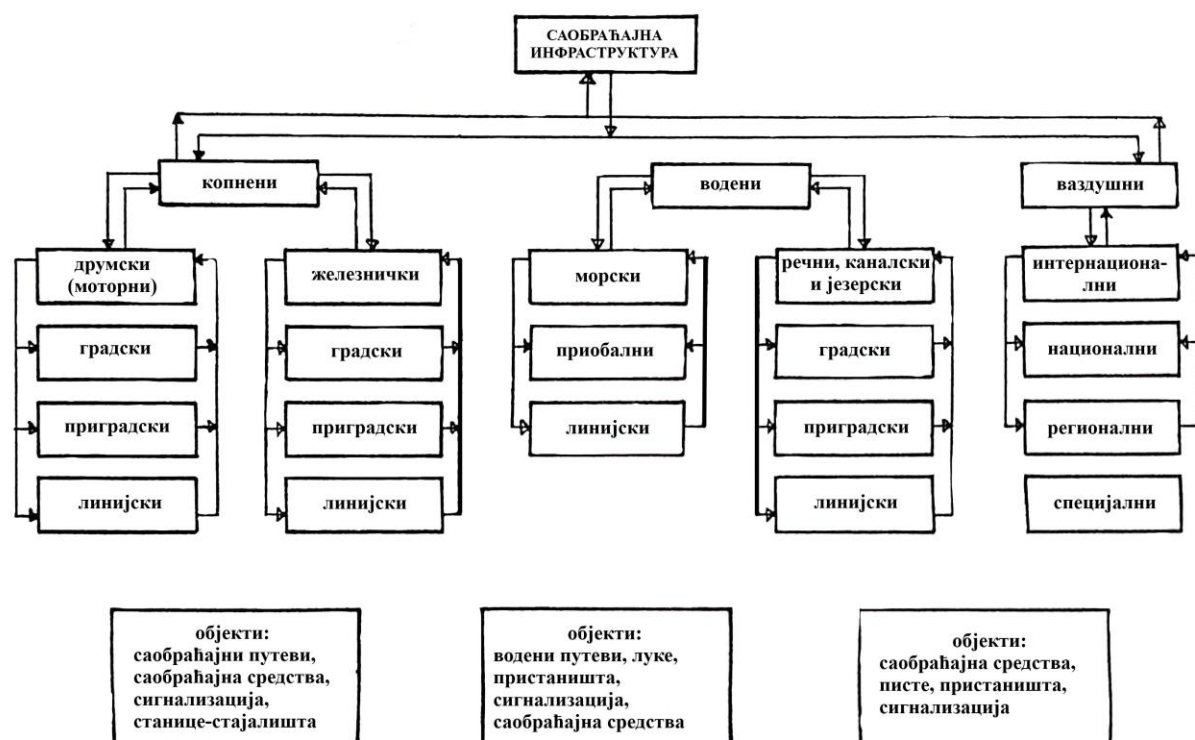 САОБРАЋАЈНА
ИНФРАСТРУКТУРА
копнени
водени
ваздушни
друмски
(моторни)
градски
приградски
линијски
железнички
градски
приградски
линијски
морски
приобални
линијски
речни, каналски
и језерски
градски
приградски
линијски
интернациона-
лни
национални
регионални
специјални
објекти:
саобраћајни путеви,
саобраћајна средства,
сигнализација,
станице-стајалишта
објекти:
водени путеви, луке,
пристаништа,
сигнализација,
саобраћајна средства
објекти:
саобраћајна средства,
писте, пристаништа,
сигнализација